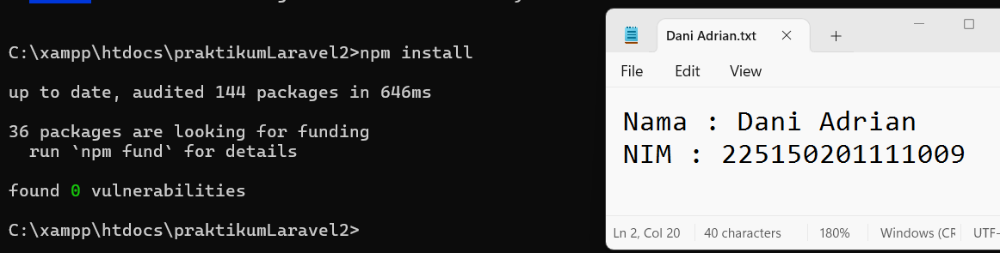 C:\xampp\htdocs\praktikumLaravel2>npm install
up to date, audited 144 packages in 646ms
36 packages are looking for funding
  run `npm fund` for details
found 0 vulnerabilities
C:\xampp\htdocs\praktikumLaravel2>
Dani Adrian.txt
File Edit View
Nama : Dani Adrian
NIM : 225150201111009
Ln 2, Col 20 40 characters 180% Windows (CR UTF-